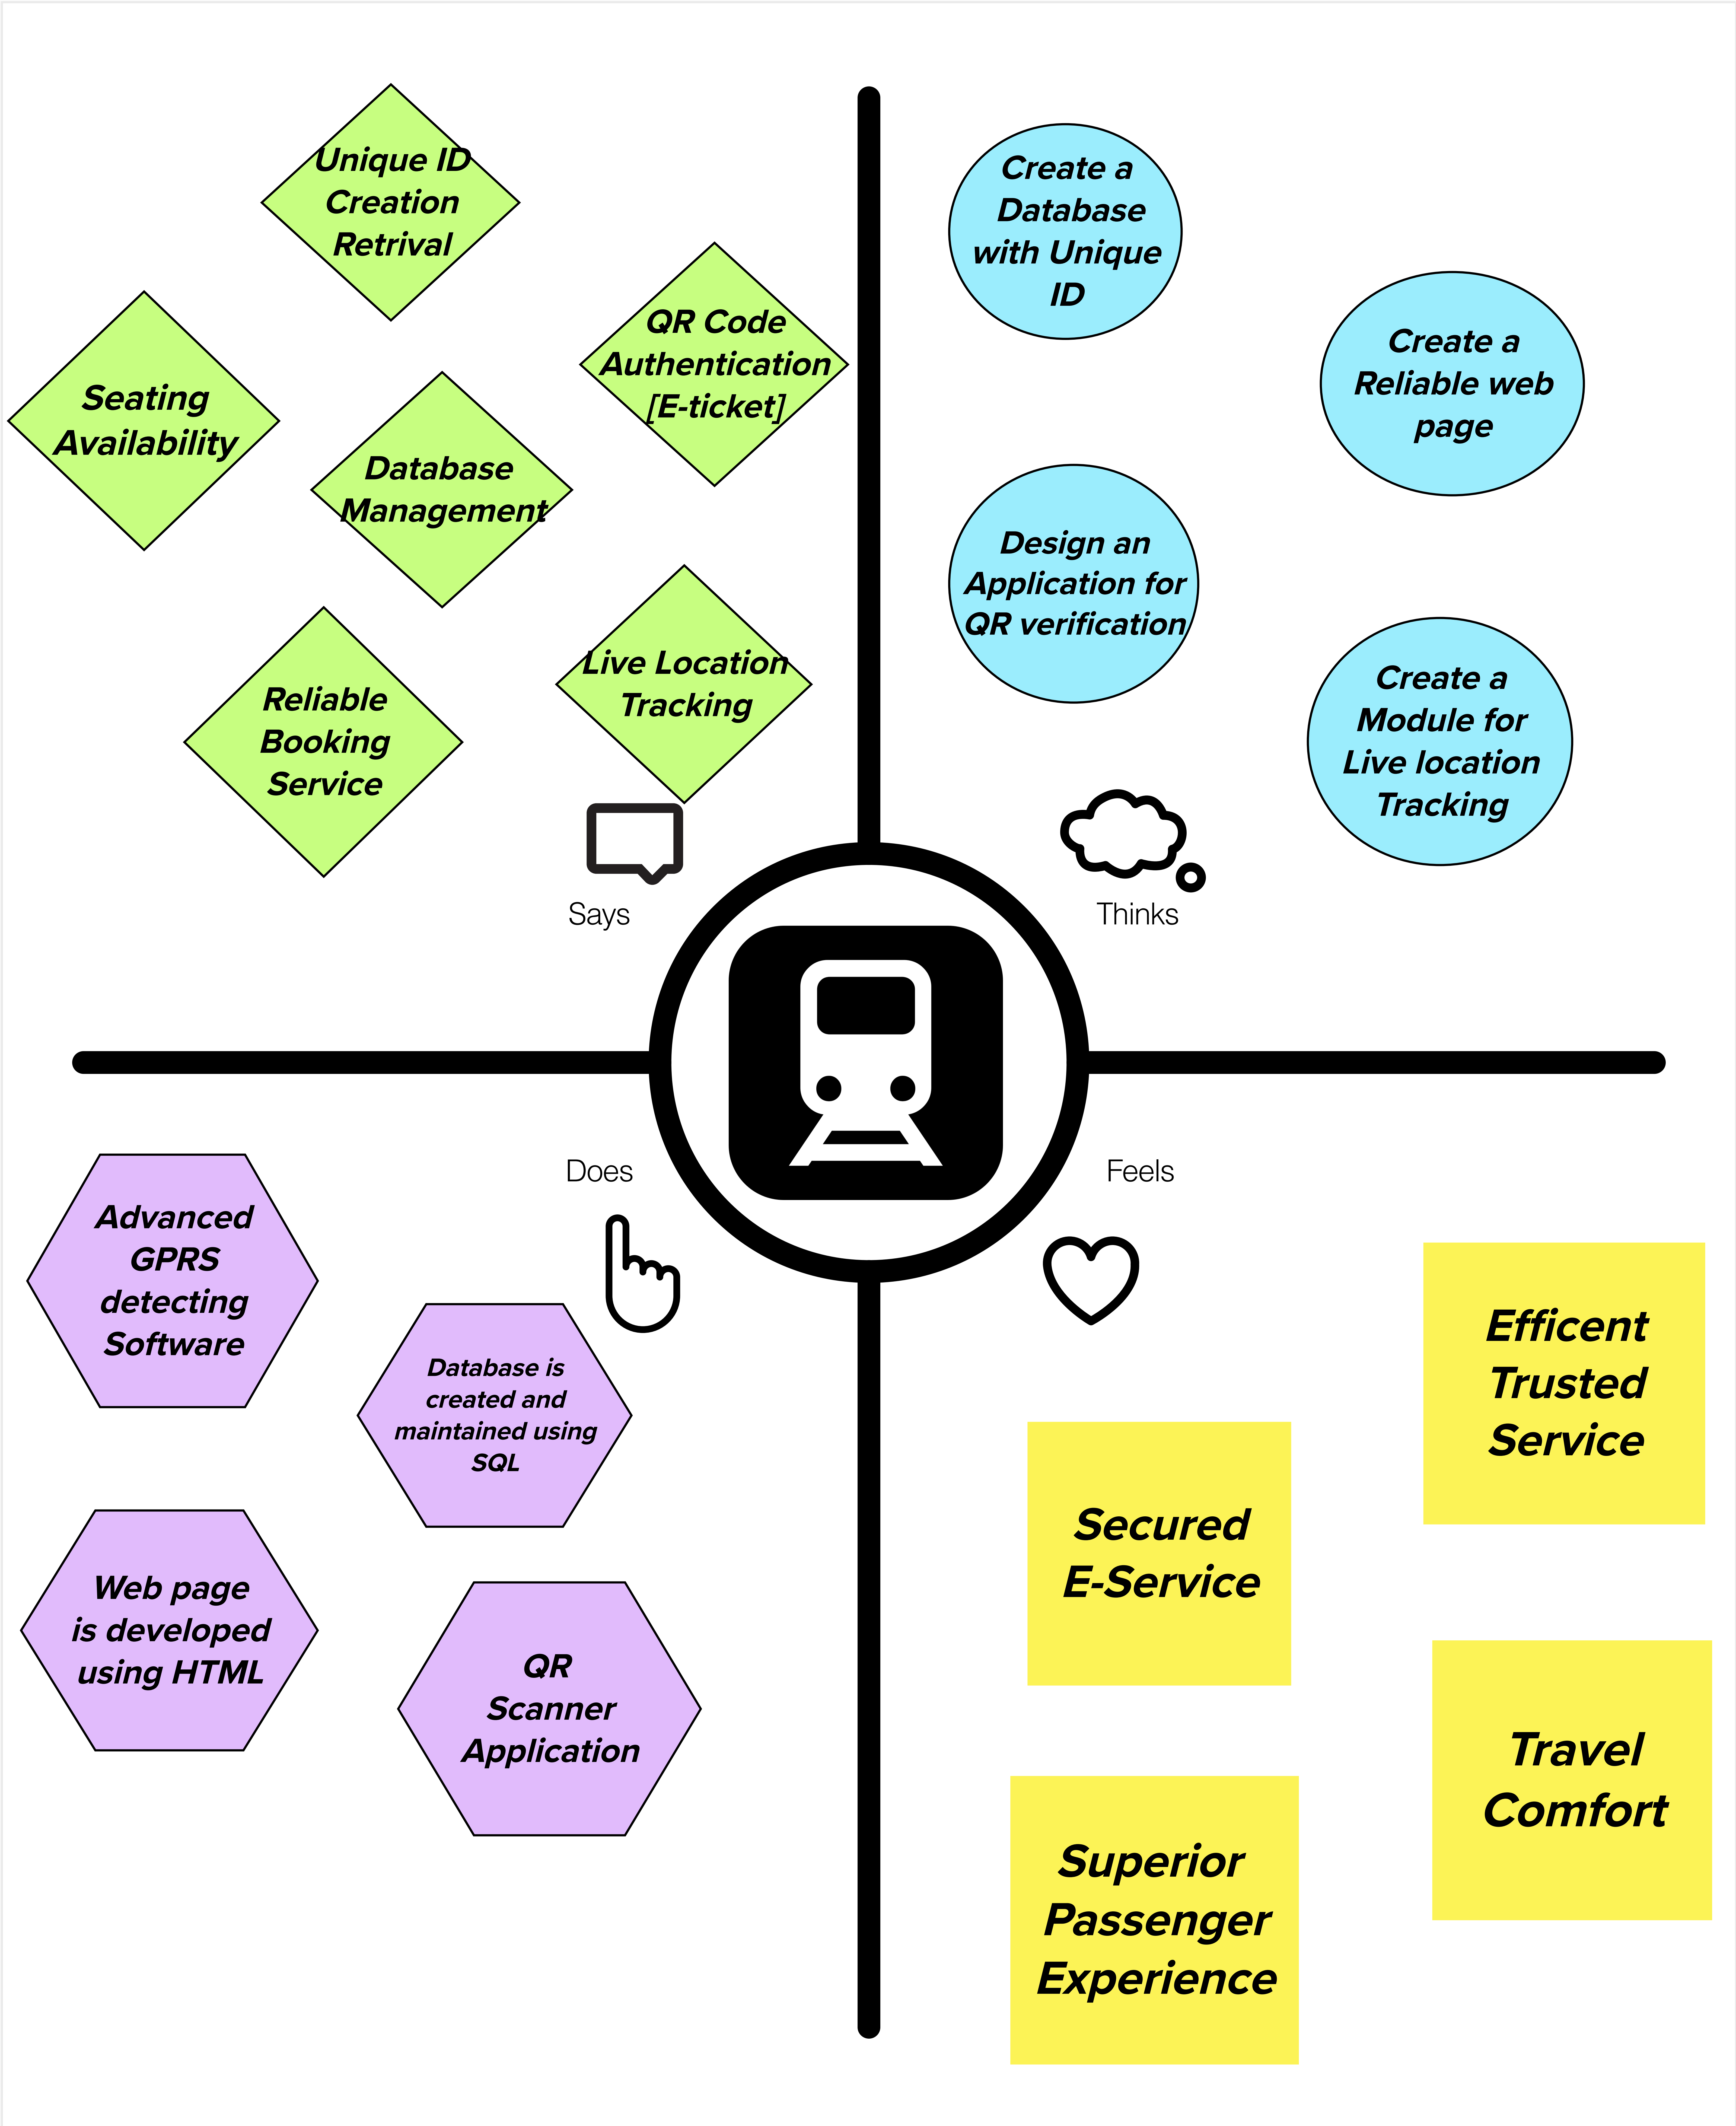 Unique ID
Creation
Retrival
QR Code
Authentication
[E-ticket]
Seating
Availability
Database
Management
Live Location
Tracking
Reliable
Booking
Service
Says
Create a
Database
with Unique
ID
Create a
Reliable web
page
Design an
Application for
QR verification
Create a
Module for
Live location
Tracking
Thinks
Does
Advanced
GPRS
detecting
Software
Database is
created and
maintained using
SQL
Web page
is developed
using HTML
QR
Scanner
Application
Feels
Efficent
Trusted
Service
Secured
E-Service
Travel
Comfort
Superior
Passenger
Experience